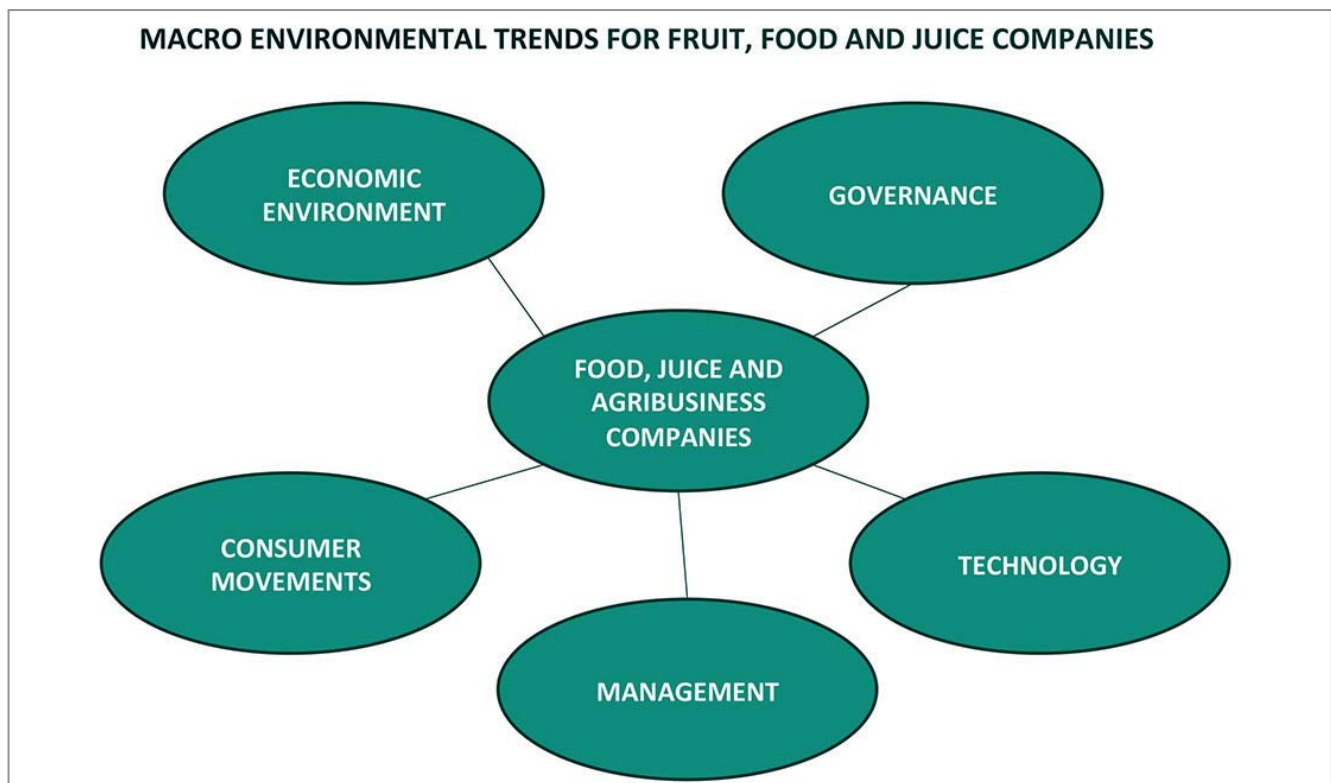 MACRO ENVIRONMENTAL TRENDS FOR FRUIT, FOOD AND JUICE COMPANIES
ECONOMIC
ENVIRONMENT
GOVERNANCE
FOOD, JUICE AND
AGRIBUSINESS
COMPANIES
CONSUMER
MOVEMENTS
TECHNOLOGY
MANAGEMENT